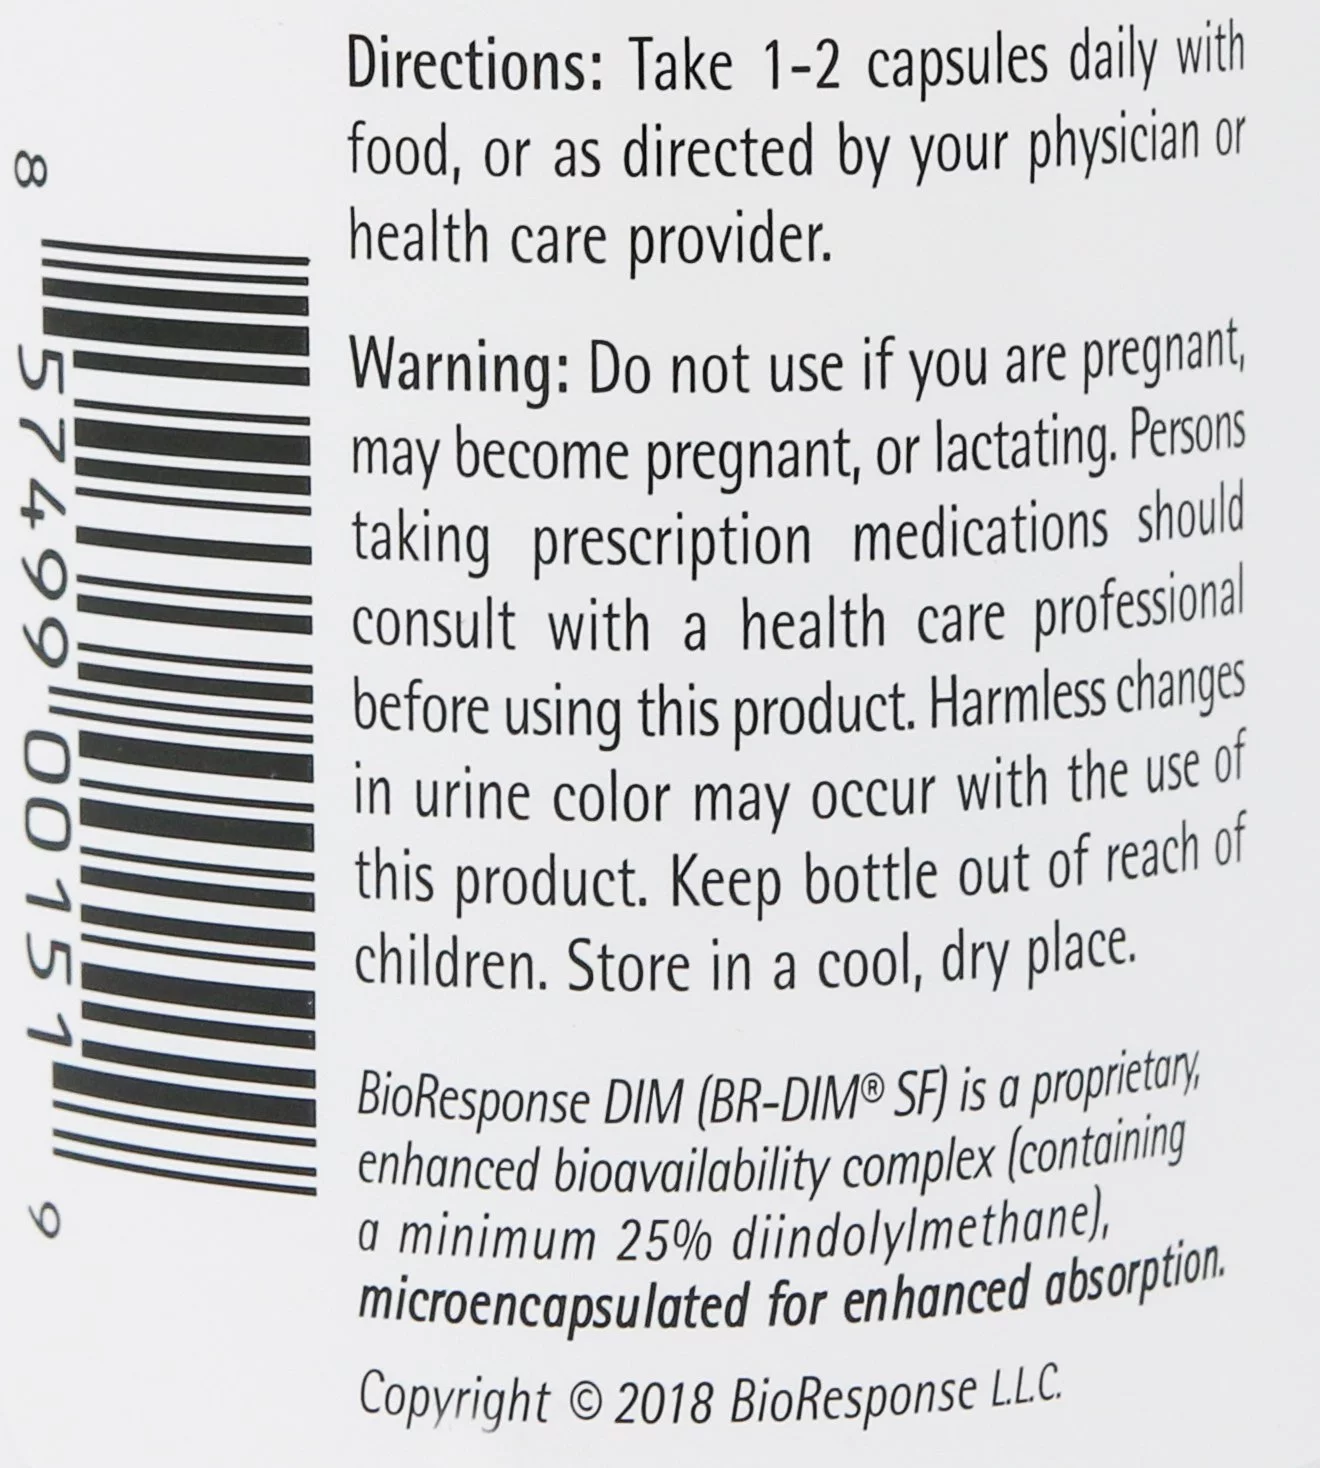 Directions: Take 1-2 capsules daily with
food, or as directed by your physician or
health care provider.
Warning: Do not use if you are pregnant,
may become pregnant, or lactating. Persons
taking prescription medications should
consult with a health care professional
before using this product. Harmless changes
in urine color may occur with the use of
this product. Keep bottle out of reach of
children. Store in a cool, dry place.
BioResponse DIM (BR-DIM® SF) is a proprietary,
enhanced bioavailability complex (containing
a minimum 25% diindolylmethane),
microencapsulated for enhanced absorption.
Copyright © 2018 BioResponse L.L.C.
8 57499 00151 9